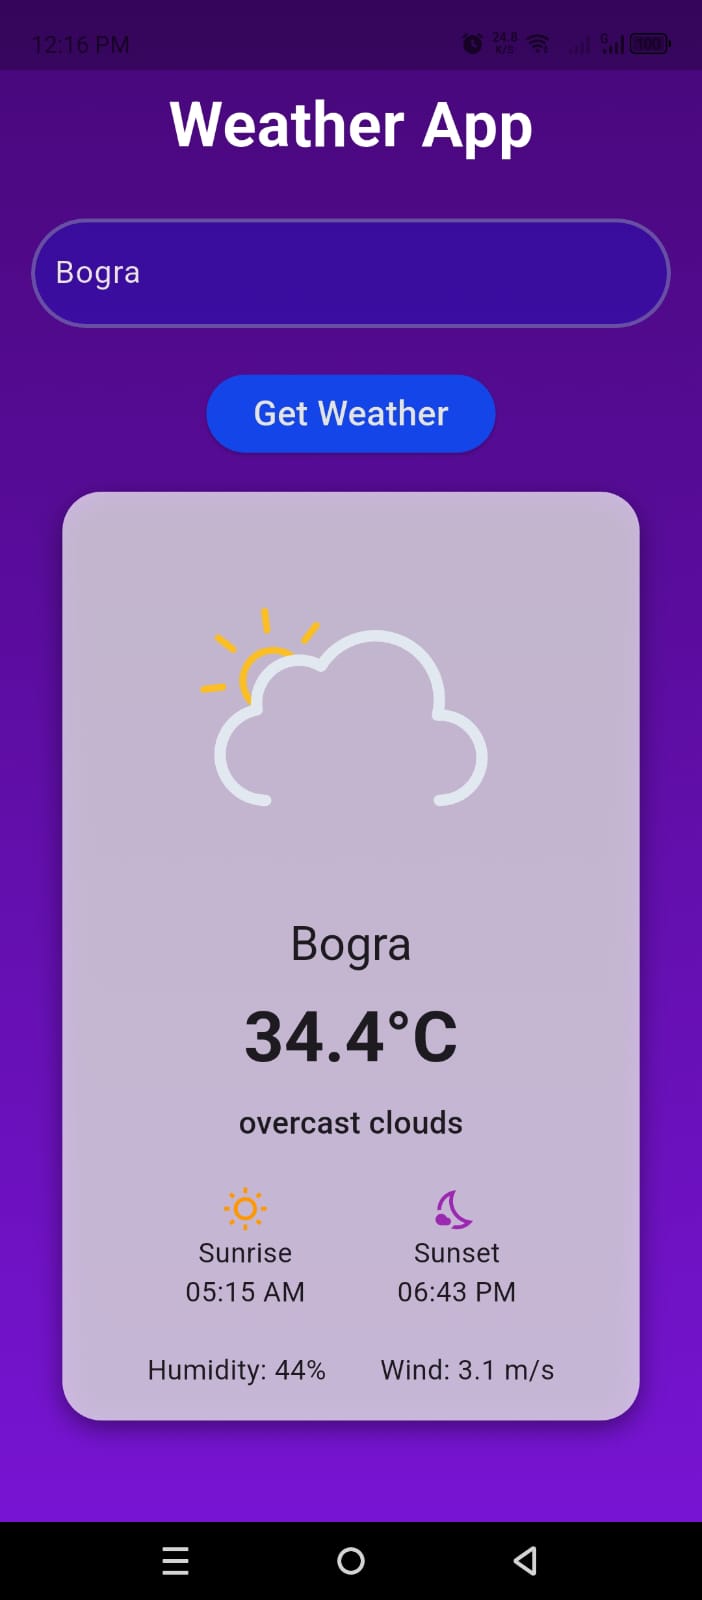 12:16 PM 24.8 K/S G 100
Weather App
Bogra
Get Weather
Bogra
34.4°C
overcast clouds
Sunrise Sunset
05:15 AM 06:43 PM
Humidity: 44% Wind: 3.1 m/s